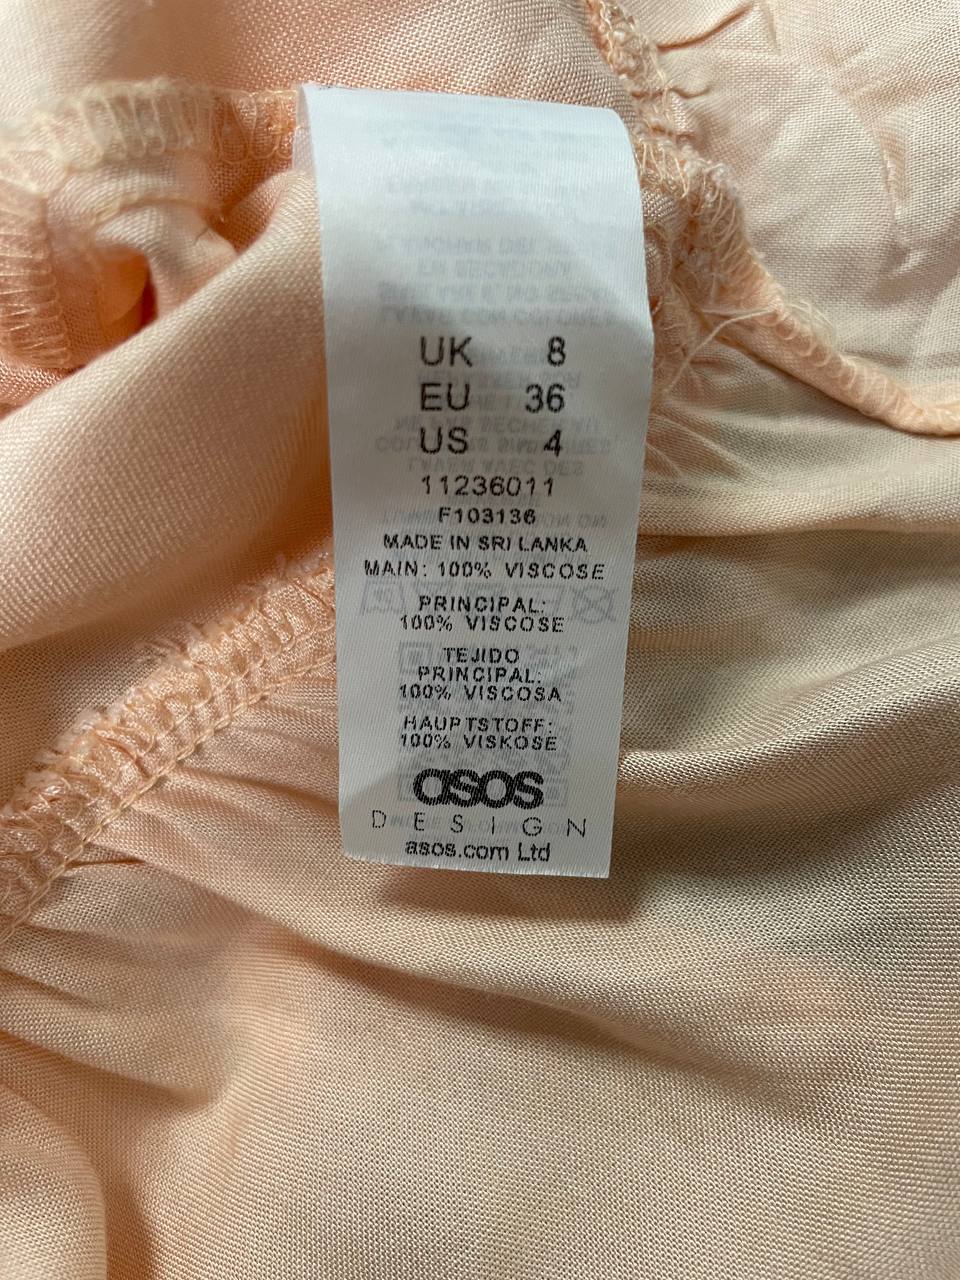 UK 8
EU 36
US 4
11236011
F103136
MADE IN SRI LANKA
MAIN: 100% VISCOSE
PRINCIPAL:
100% VISCOSE
TEJIDO
PRINCIPAL:
100% VISCOSA
HAUPTSTOFF:
100% VISKOSE
asos
DESIGN
asos.com Ltd